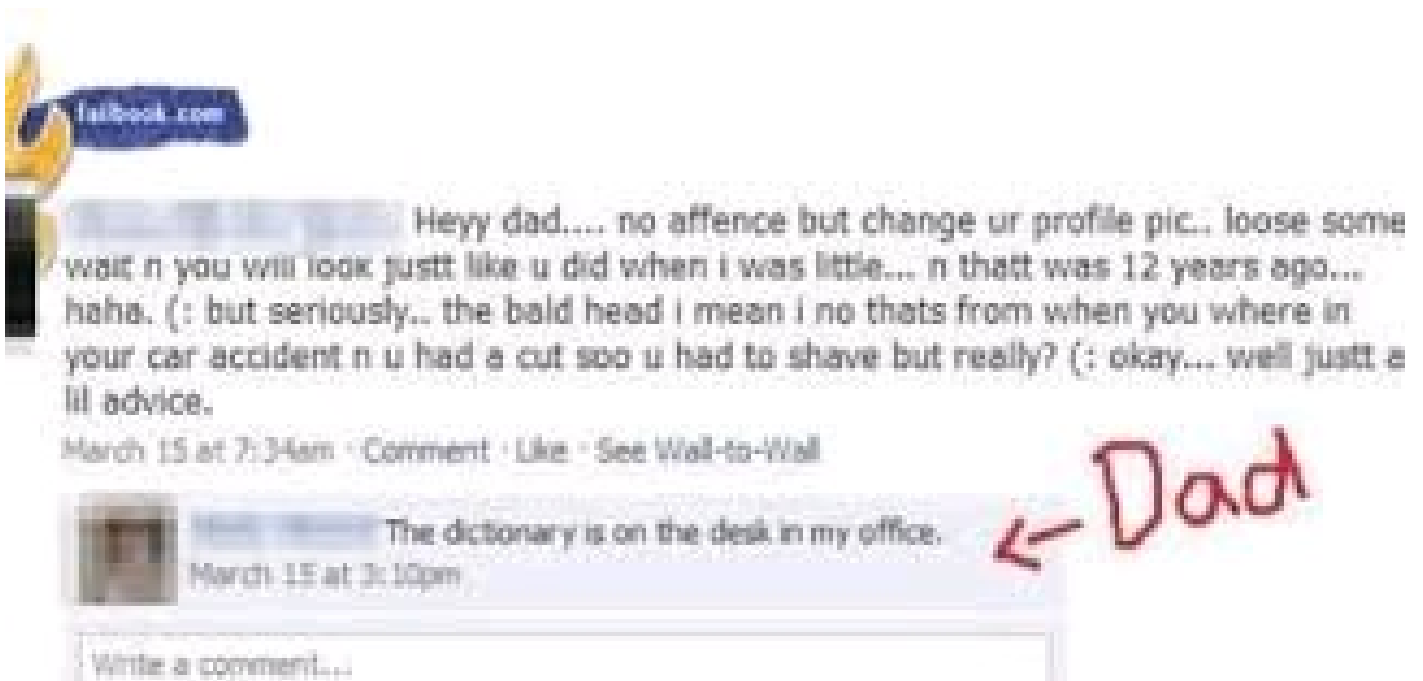 failbook.com
Heyy dad.... no affence but change ur profile pic.. loose some
wait n you will look justt like u did when i was little... n thatt was 12 years ago...
haha. (: but seriously.. the bald head i mean i no thats from when you where in
your car accident n u had a cut soo u had to shave but really? (: okay... well justt a
lil advice.
March 15 at 7:34am · Comment · Like · See Wall-to-Wall
Dad
The dictionary is on the desk in my office.
March 15 at 3:10pm
Write a comment...